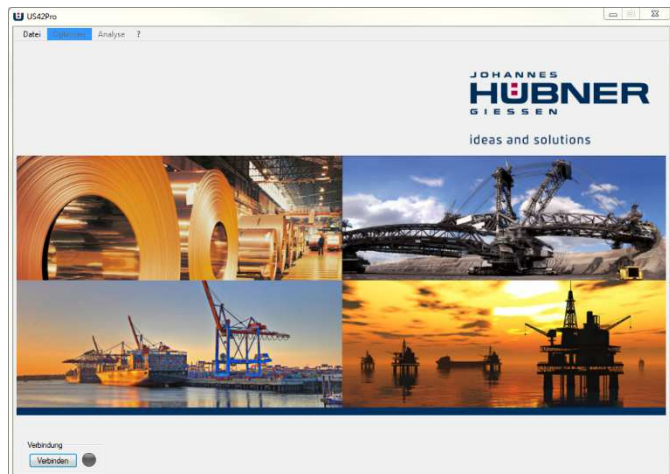 US42Pro
Datei Optionen Analyse ?
JOHANNES
HÜBNER
GIESSEN
ideas and solutions
Verbindung
Verbinden